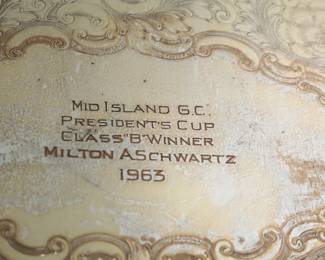 MID ISLAND G.C.
PRESIDENT'S CUP
CLASS "B" WINNER
MILTON A SCHWARTZ
1963